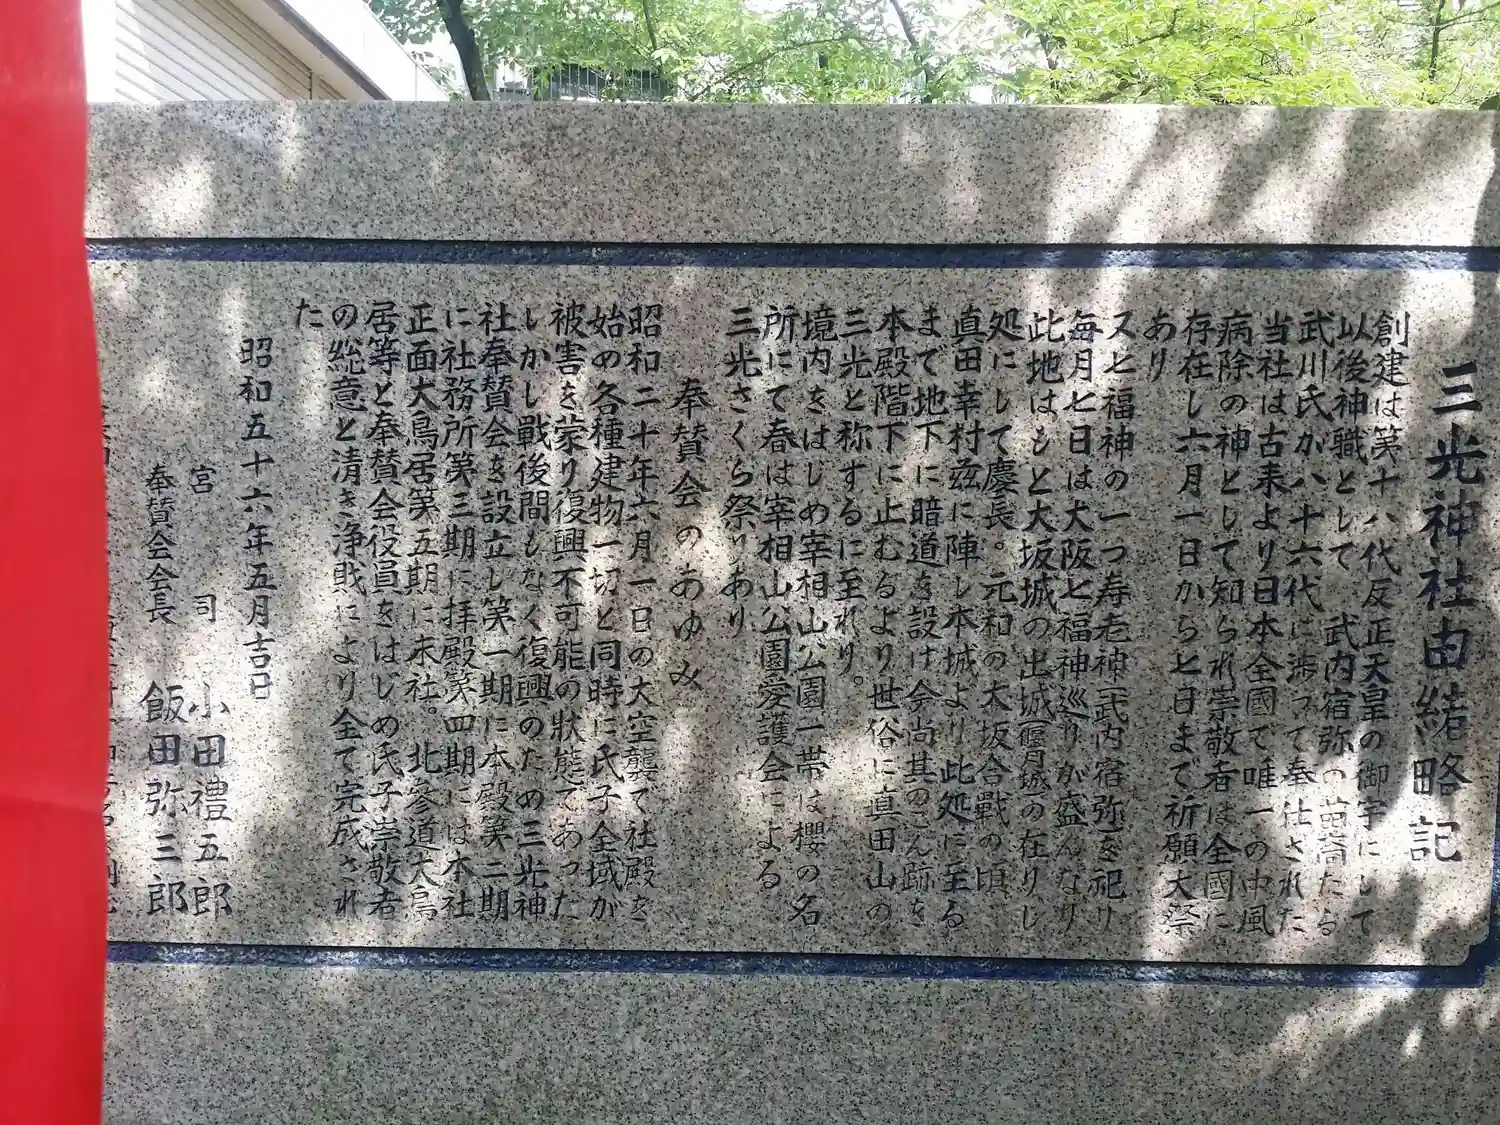 三光神社由緒略記
創建は第十八代反正天皇の御宇にして
以後神職として 武内宿弥の苗裔たる
武川氏が八十六代に渉って奉仕された
当社は古来より日本全國で唯一の中風
病除の神として知られ崇敬者は全國に
存在し六月一日から七日まで祈願大祭
あり
又七福神の一つ寿老神(武内宿弥)を祀り
毎月七日は大阪七福神巡りが盛んなり
此地はもと大坂城の出城(偃月城)の在りし
処にして慶長。元和の大坂合戰の頃
真田幸村茲に陣し本城より此処に至る
まで地下に暗道を設け今尚其のこん跡を
本殿階下に止むるより世俗に真田山の
三光と称するに至れり。
境内をはじめ宰相山公園一帯は櫻の名
所にて春は宰相山公園愛護会による
三光さくら祭りあり
奉賛会のあゆみ
昭和二十年六月一日の大空襲で社殿を
始め各種建物一切と同時に氏子全域が
被害を蒙り復興不可能の狀態であった
しかし戰後間もなく復興のため三光神
社奉賛会を設立し第一期に本殿第二期
に社務所第三期に拝殿第四期には本社
正面大鳥居第五期に末社。北参道大鳥
居等と奉賛会役員をはじめ氏子崇敬者
の総意と清き浄財により全て完成され
た
昭和五十六年五月吉日
宮 司 小田禮五郎
奉賛会会長 飯田弥三郎